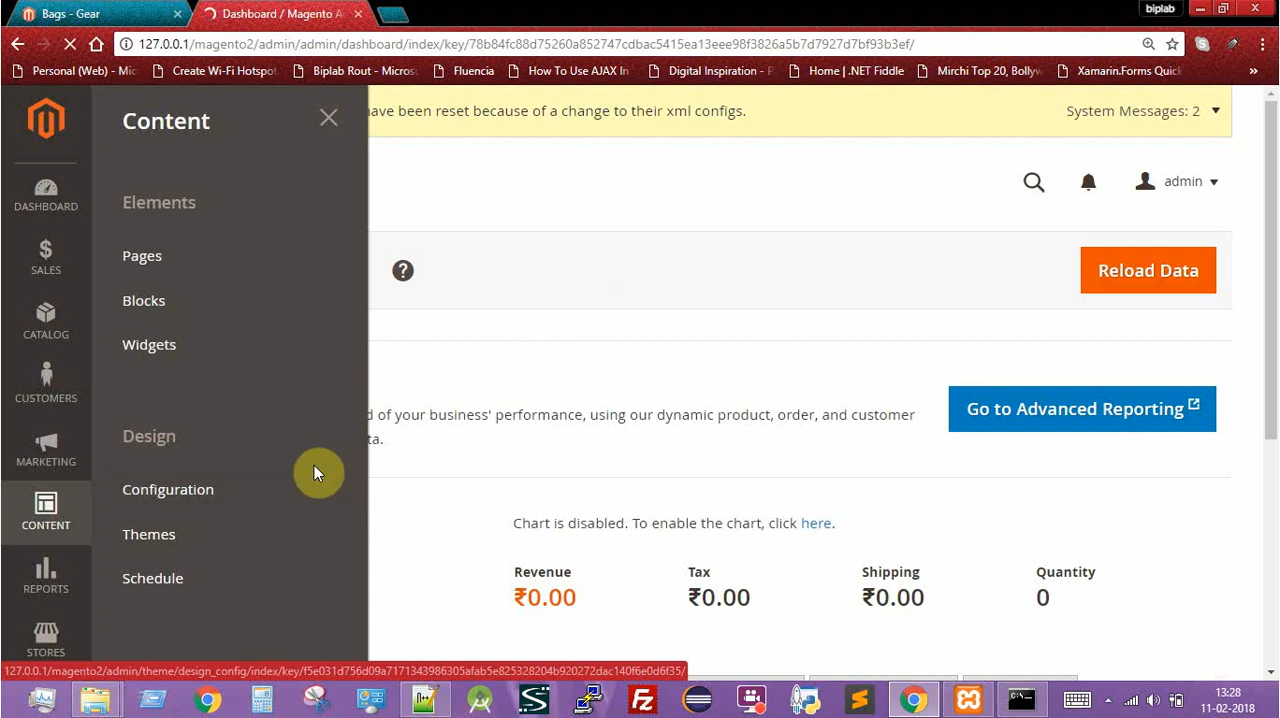 Bags - Gear
Dashboard / Magento A
biplab
127.0.0.1/magento2/admin/admin/dashboard/index/key/78b84fc88d75260a852747cdbac5415ea13eee98f3826a5b7d7927d7bf93b3ef/
Personal (Web) - Mic
Create Wi-Fi Hotspot
Biplab Rout - Micros
Fluencia
How To Use AJAX In
Digital Inspiration - P
Home | .NET Fiddle
Mirchi Top 20, Bollyw
Xamarin.Forms Quick
»
have been reset because of a change to their xml configs.
System Messages: 2
Content
DASHBOARD
Elements
admin
Pages
SALES
?
Reload Data
Blocks
CATALOG
Widgets
CUSTOMERS
d of your business' performance, using our dynamic product, order, and customer
ta.
Go to Advanced Reporting
Design
MARKETING
Configuration
CONTENT
Chart is disabled. To enable the chart, click here.
Themes
Schedule
REPORTS
Revenue
Tax
Shipping
Quantity
₹0.00
₹0.00
₹0.00
0
STORES
127.0.0.1/magento2/admin/theme/design_config/index/key/f5e031d756d09a7171343986305afab5e825328204b920272dac140f6e0d6f35/
13:28
11-02-2018